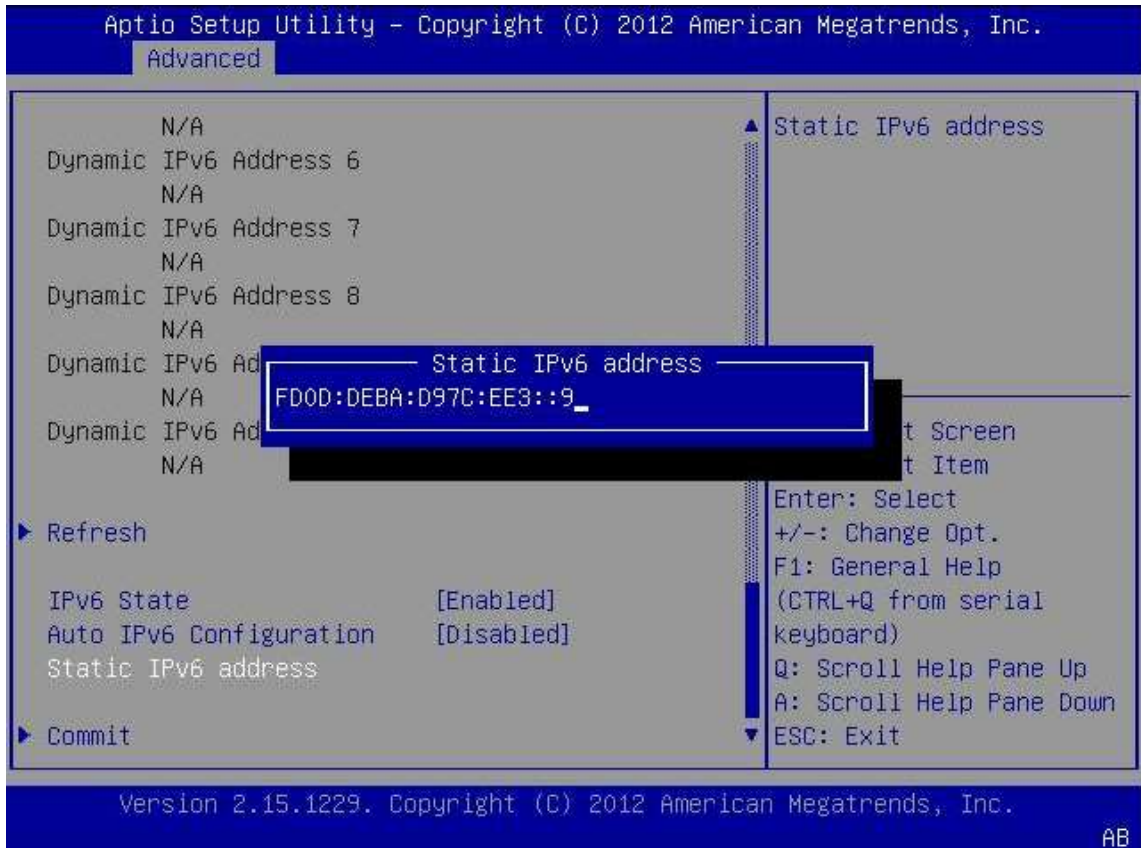 Aptio Setup Utility – Copyright (C) 2012 American Megatrends, Inc.
Advanced
N/A
Dynamic IPv6 Address 6
N/A
Dynamic IPv6 Address 7
N/A
Dynamic IPv6 Address 8
N/A
Dynamic IPv6 Ad
N/A
Dynamic IPv6 Ad
N/A
Refresh
IPv6 State [Enabled]
Auto IPv6 Configuration [Disabled]
Static IPv6 address
Commit
Static IPv6 address
FD0D:DEBA:D97C:EE3::9_
Static IPv6 address
t Screen
t Item
Enter: Select
+/-: Change Opt.
F1: General Help
(CTRL+Q from serial
keyboard)
Q: Scroll Help Pane Up
A: Scroll Help Pane Down
ESC: Exit
Version 2.15.1229. Copyright (C) 2012 American Megatrends, Inc.
AB